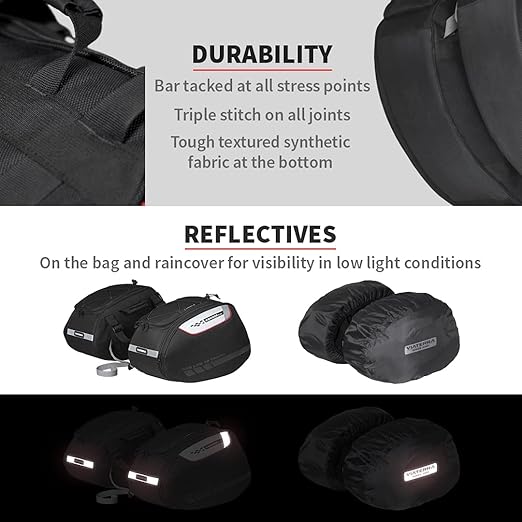 DURABILITY
Bar tacked at all stress points
Triple stitch on all joints
Tough textured synthetic
fabric at the bottom
REFLECTIVES
On the bag and raincover for visibility in low light conditions
VIATERRA
VIATERRA